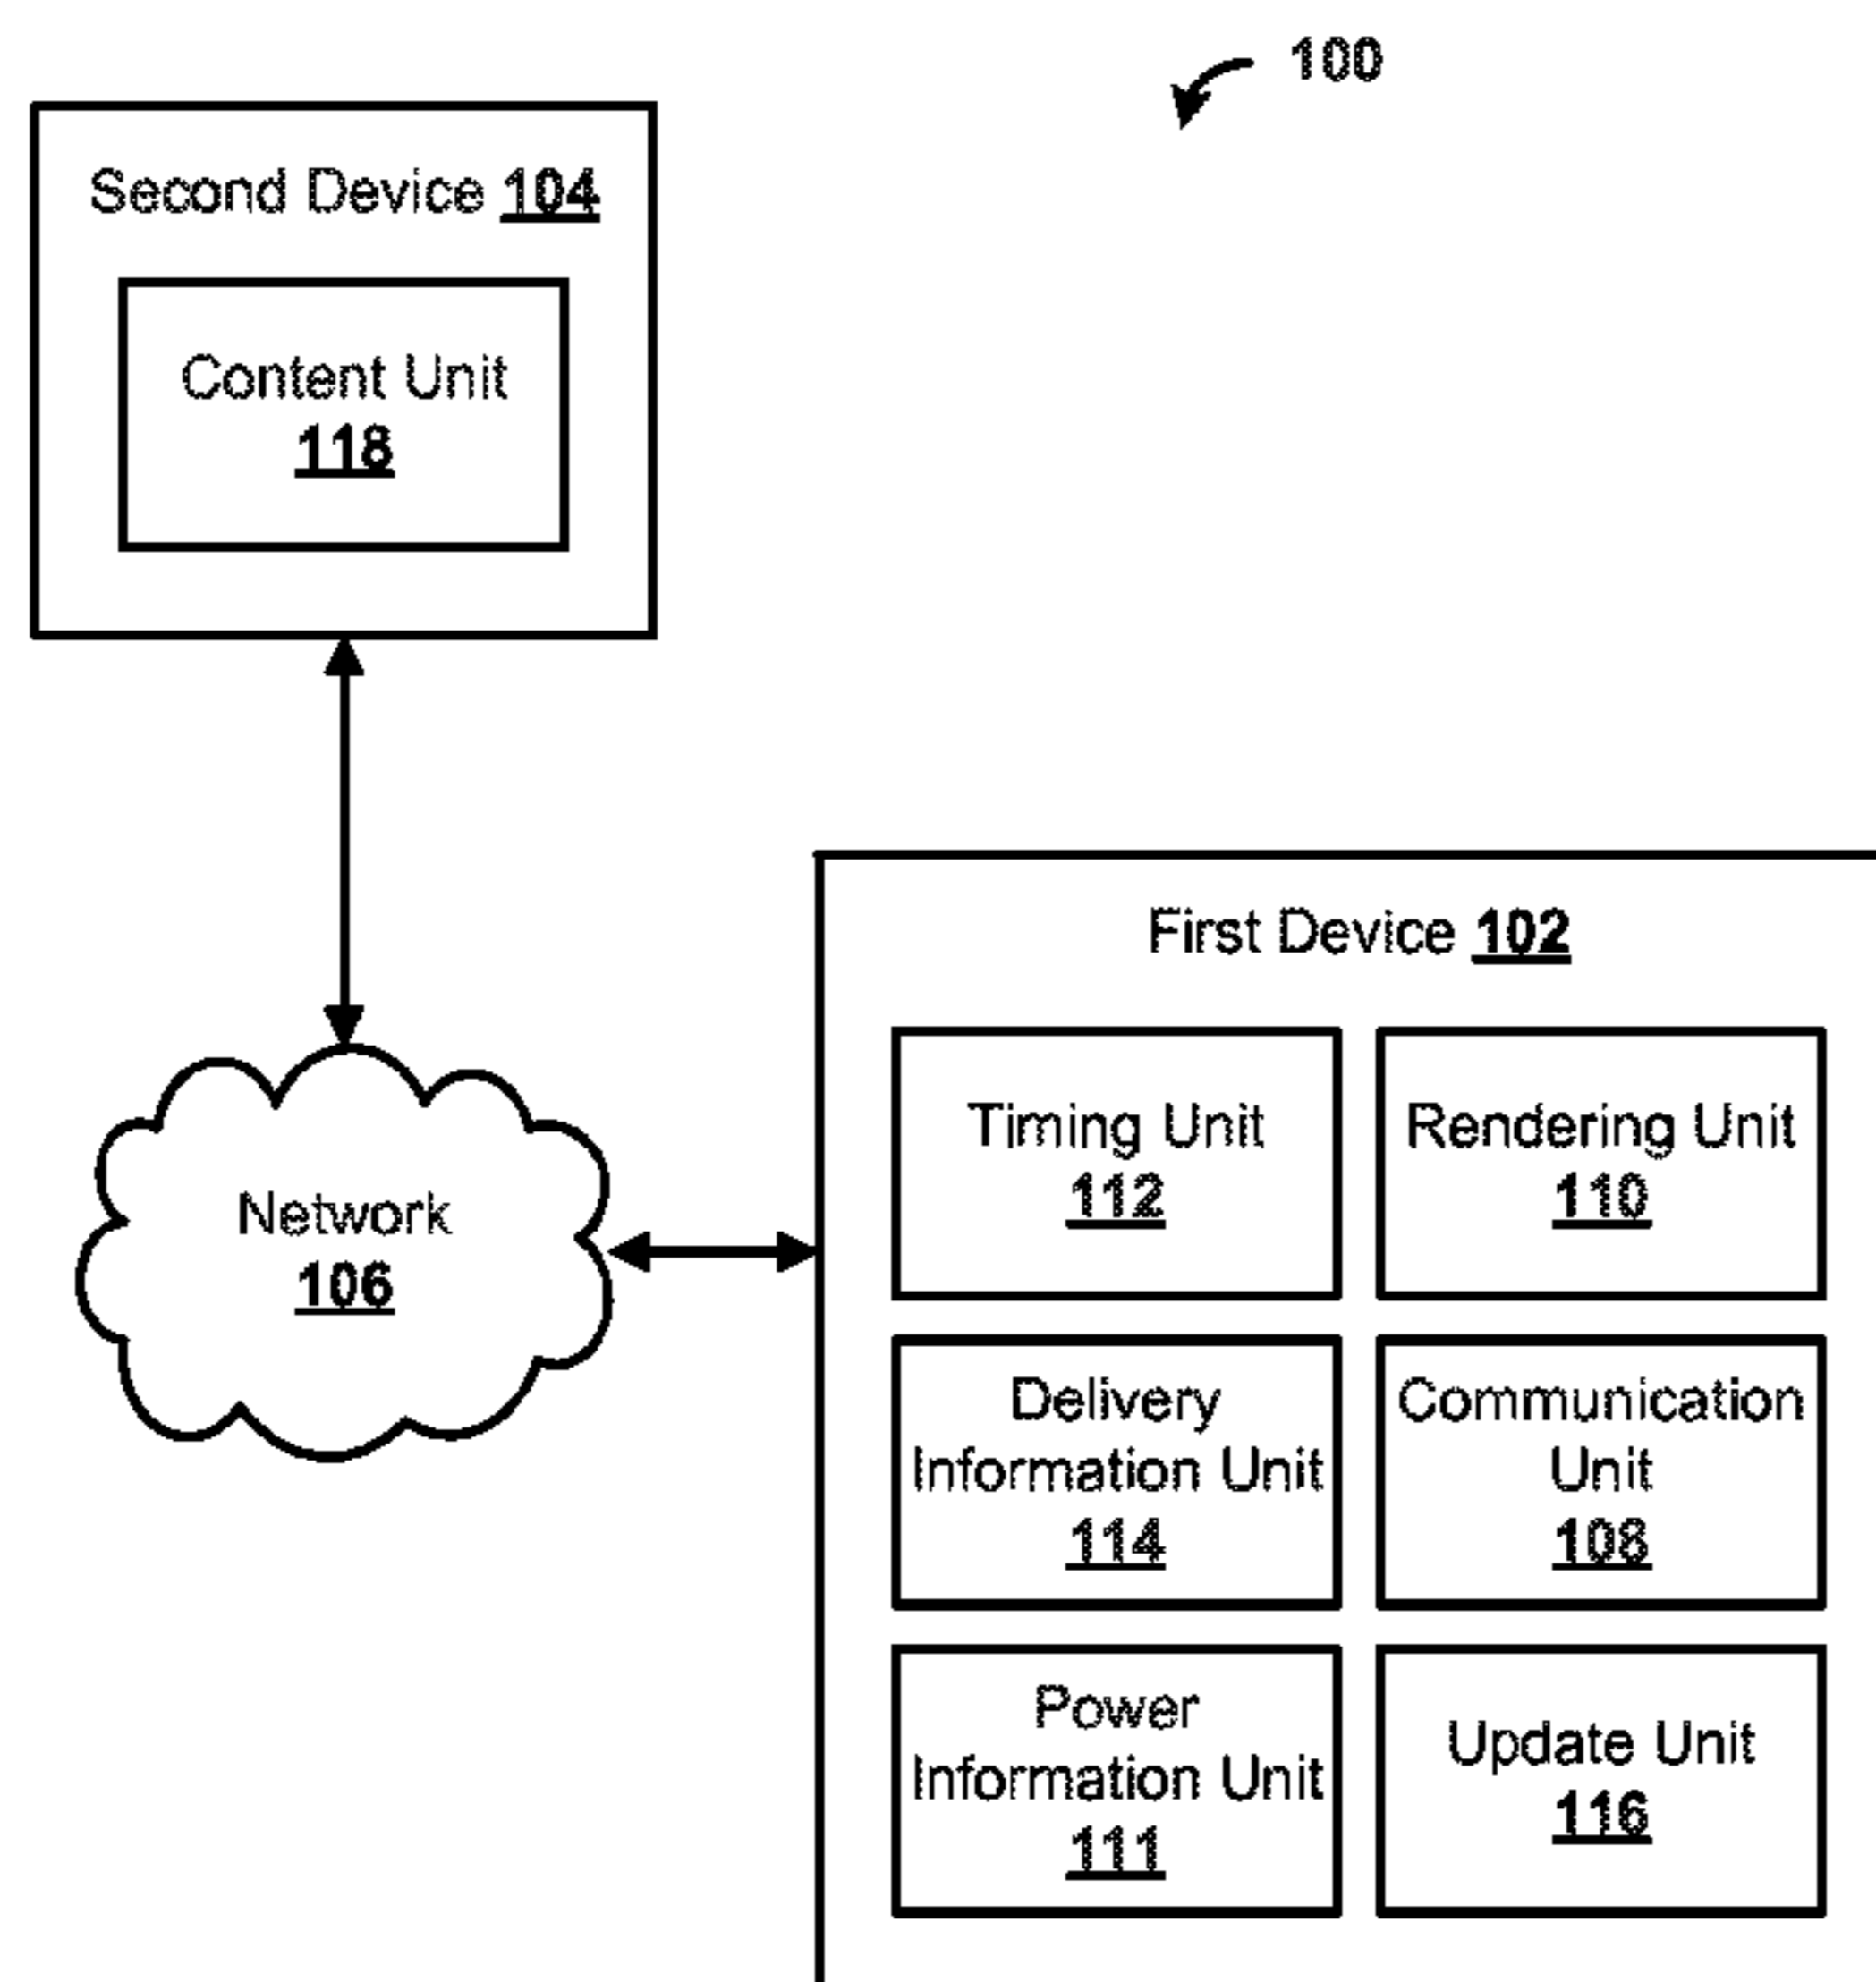 100
Second Device 104
Content Unit
118
First Device 102
Timing Unit
112
Rendering Unit
110
Network
106
Delivery
Information Unit
114
Communication
Unit
108
Power
Information Unit
111
Update Unit
116